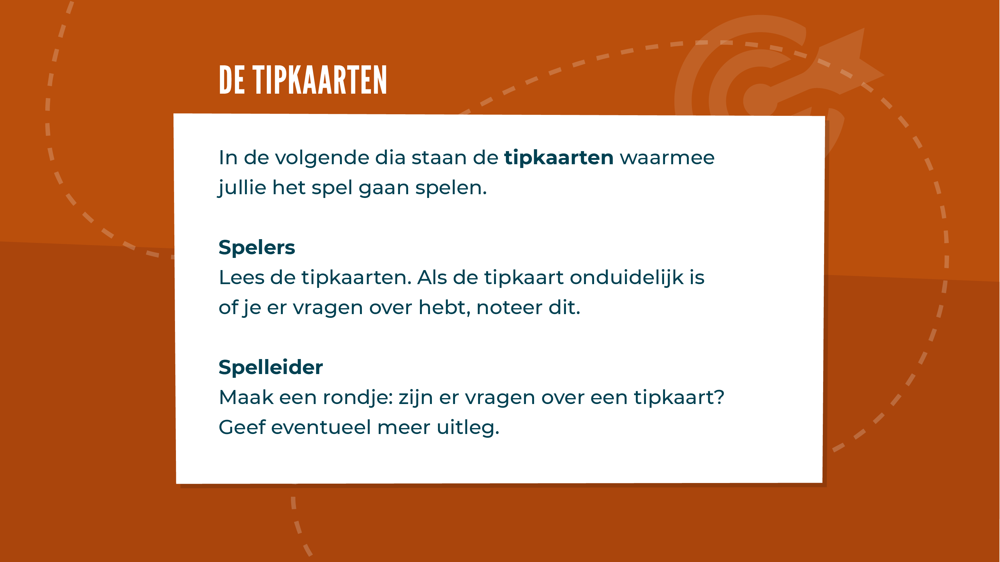 DE TIPKAARTEN
In de volgende dia staan de tipkaarten waarmee
jullie het spel gaan spelen.
Spelers
Lees de tipkaarten. Als de tipkaart onduidelijk is
of je er vragen over hebt, noteer dit.
Spelleider
Maak een rondje: zijn er vragen over een tipkaart?
Geef eventueel meer uitleg.